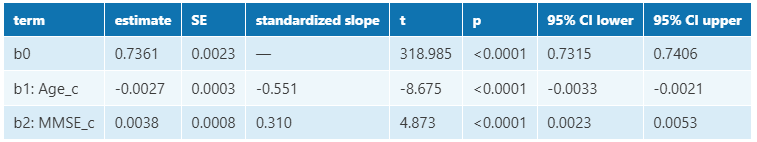 term estimate SE standardized slope t p 95% CI lower 95% CI upper
b0 0.7361 0.0023 — 318.985 <0.0001 0.7315 0.7406
b1: Age_c -0.0027 0.0003 -0.551 -8.675 <0.0001 -0.0033 -0.0021
b2: MMSE_c 0.0038 0.0008 0.310 4.873 <0.0001 0.0023 0.0053